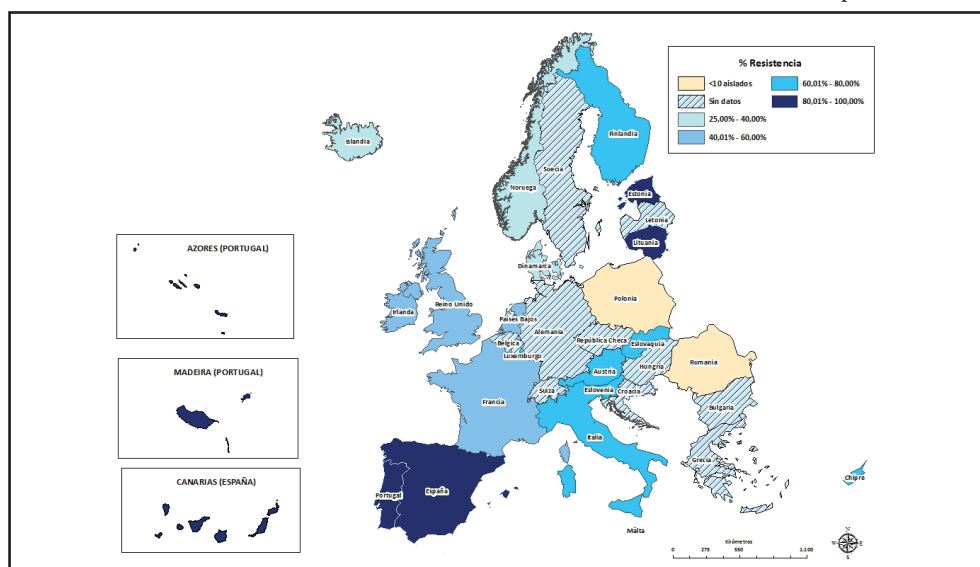 % Resistencia
<10 aislados
Sin datos
25,00% - 40,00%
40,01% - 60,00%
60,01% - 80,00%
80,01% - 100,00%
Islandia
Finlandia
Suecia
Noruega
Estonia
Letonia
Lituania
Dinamarca
AZORES (PORTUGAL)
Irlanda
Reino Unido
Países Bajos
Polonia
Alemania
Bélgica
República Checa
Luxemburgo
Eslovaquia
Austria
Hungría
Rumania
MADEIRA (PORTUGAL)
Suiza
Eslovenia
Croacia
Francia
Bulgaria
Italia
Grecia
CANARIAS (ESPAÑA)
Portugal
España
Chipre
Malta
Kilómetros
0 275 550 1.100
N
W E
S